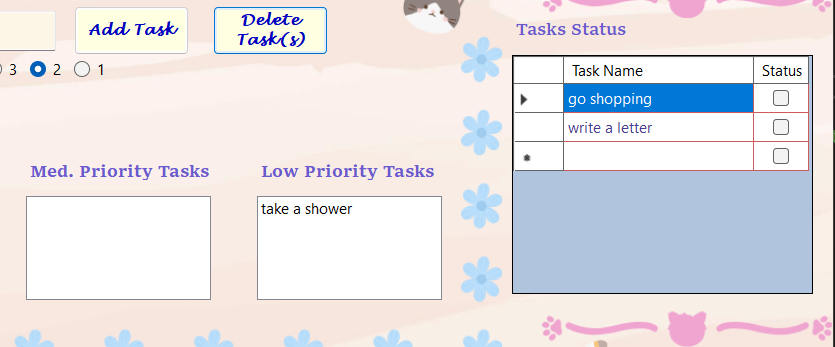 Add Task
Delete
Task(s)
3 2 1
Tasks Status
Task Name Status
go shopping
write a letter
Med. Priority Tasks
Low Priority Tasks
take a shower